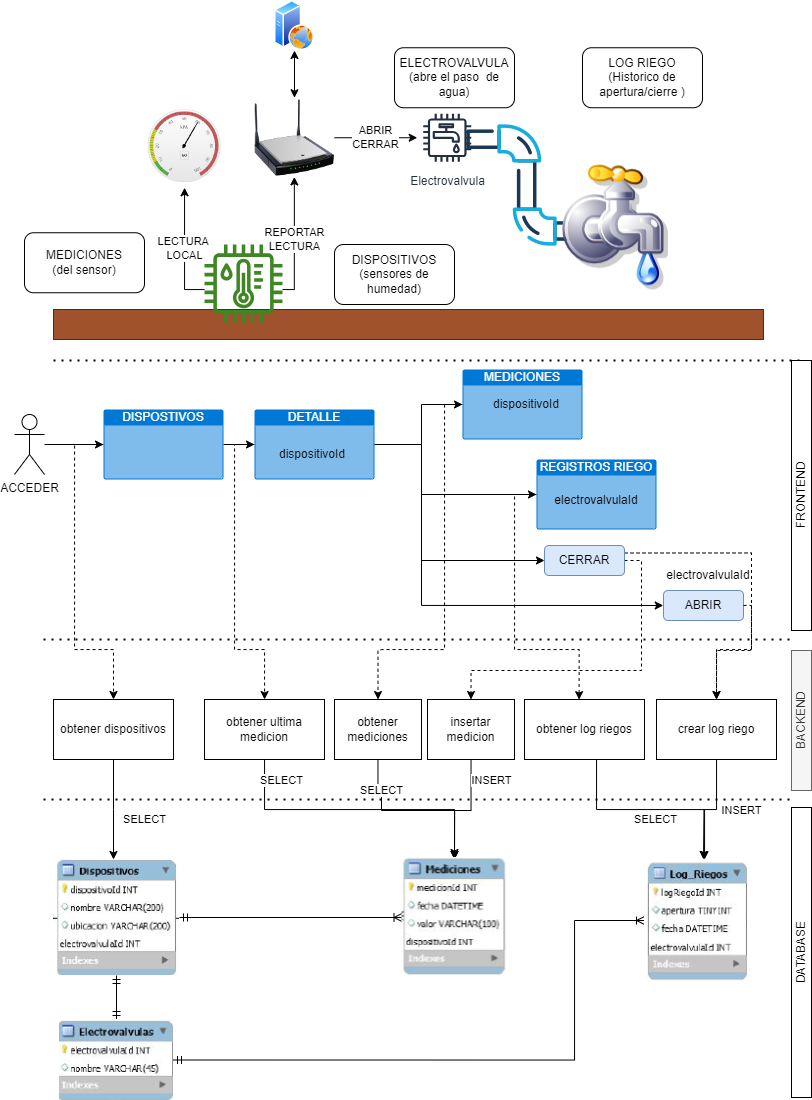 ELECTROVALVULA
(abre el paso de
agua)
LOG RIEGO
(Historico de
apertura/cierre )
ABRIR
CERRAR
Electrovalvula
MEDICIONES
(del sensor)
LECTURA
LOCAL
REPORTAR
LECTURA
DISPOSITIVOS
(sensores de
humedad)
ACCEDER
DISPOSTIVOS
DETALLE
dispositivoId
MEDICIONES
dispositivoId
REGISTROS RIEGO
electrovalvulaId
CERRAR
electrovalvulaId
ABRIR
FRONTEND
obtener dispositivos
obtener ultima
medicion
obtener
mediciones
insertar
medicion
obtener log riegos
crear log riego
BACKEND
SELECT
SELECT
SELECT
INSERT
SELECT
INSERT
Dispositivos
dispositivoId INT
nombre VARCHAR(200)
ubicacion VARCHAR(200)
electrovalvulaId INT
Indexes
Mediciones
medicionId INT
fecha DATETIME
valor VARCHAR(100)
dispositivoId INT
Indexes
Log_Riegos
logRiegoId INT
apertura TINYINT
fecha DATETIME
electrovalvulaId INT
Indexes
Electrovalvulas
electrovalvulaId INT
nombre VARCHAR(45)
Indexes
DATABASE